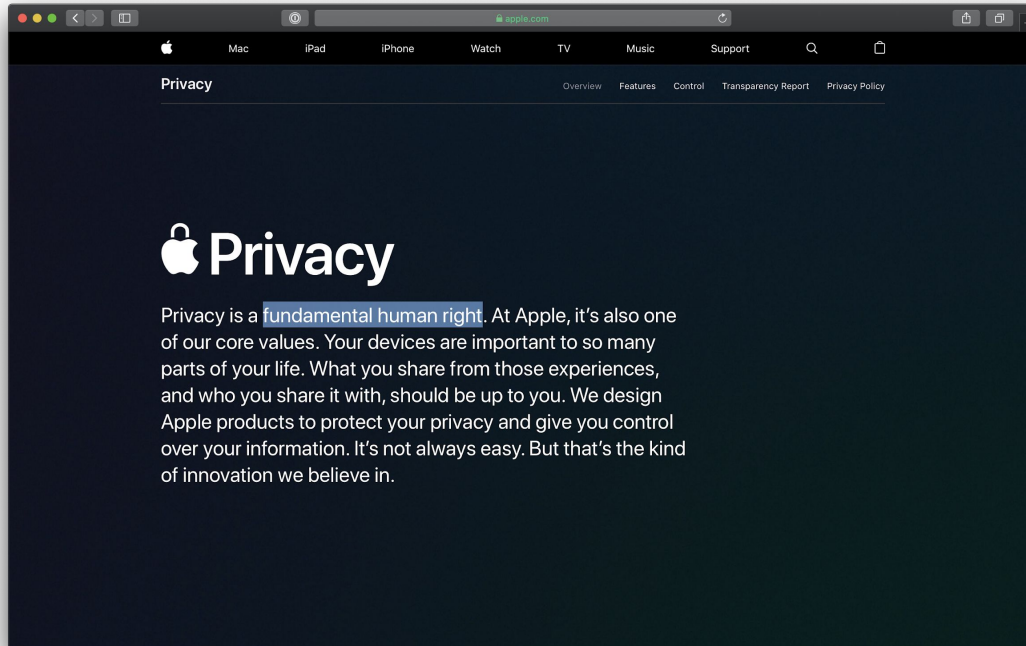 apple.com
Mac iPad iPhone Watch TV Music Support
Privacy Overview Features Control Transparency Report Privacy Policy
Privacy
Privacy is a fundamental human right. At Apple, it’s also one
of our core values. Your devices are important to so many
parts of your life. What you share from those experiences,
and who you share it with, should be up to you. We design
Apple products to protect your privacy and give you control
over your information. It’s not always easy. But that’s the kind
of innovation we believe in.